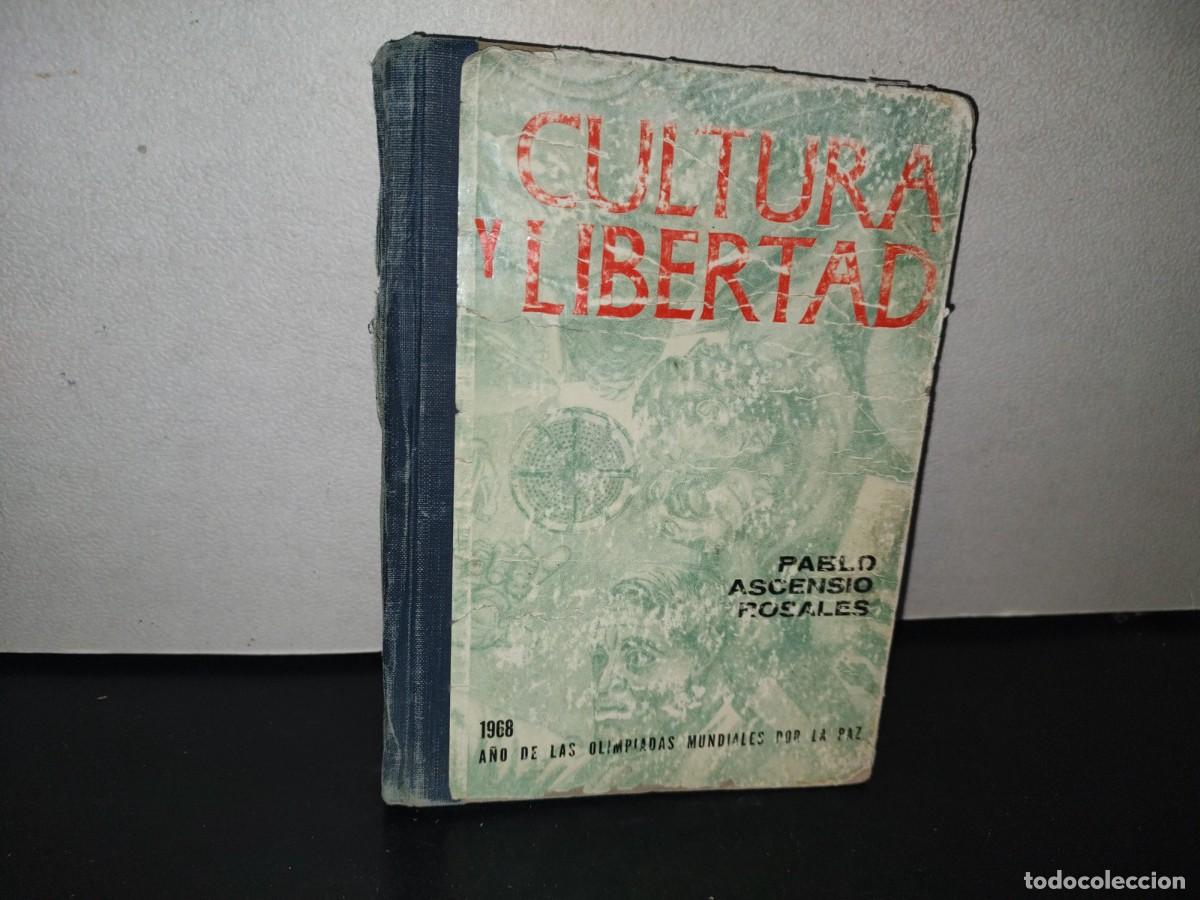 CULTURA
Y LIBERTAD
PABLO
ASCENSIO
ROSALES
1968
AÑO DE LAS OLIMPIADAS MUNDIALES POR LA PAZ
todocoleccion